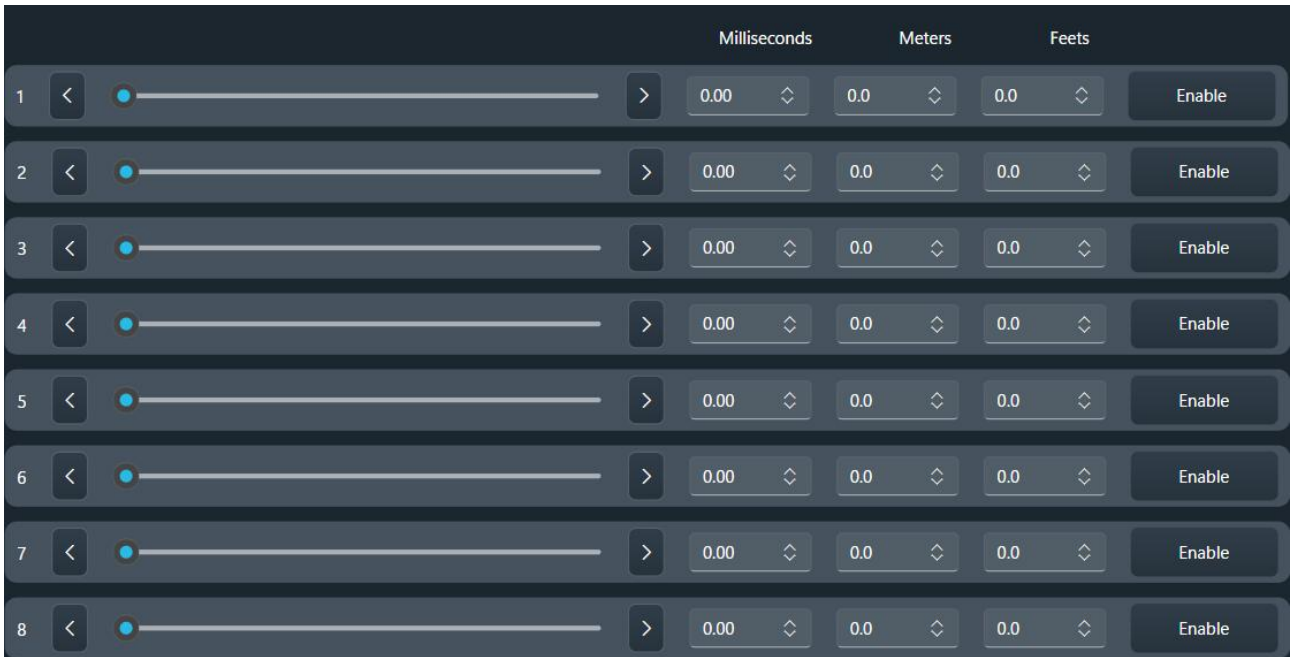 Milliseconds Meters Feets
1 0.00 0.0 0.0 Enable
2 0.00 0.0 0.0 Enable
3 0.00 0.0 0.0 Enable
4 0.00 0.0 0.0 Enable
5 0.00 0.0 0.0 Enable
6 0.00 0.0 0.0 Enable
7 0.00 0.0 0.0 Enable
8 0.00 0.0 0.0 Enable